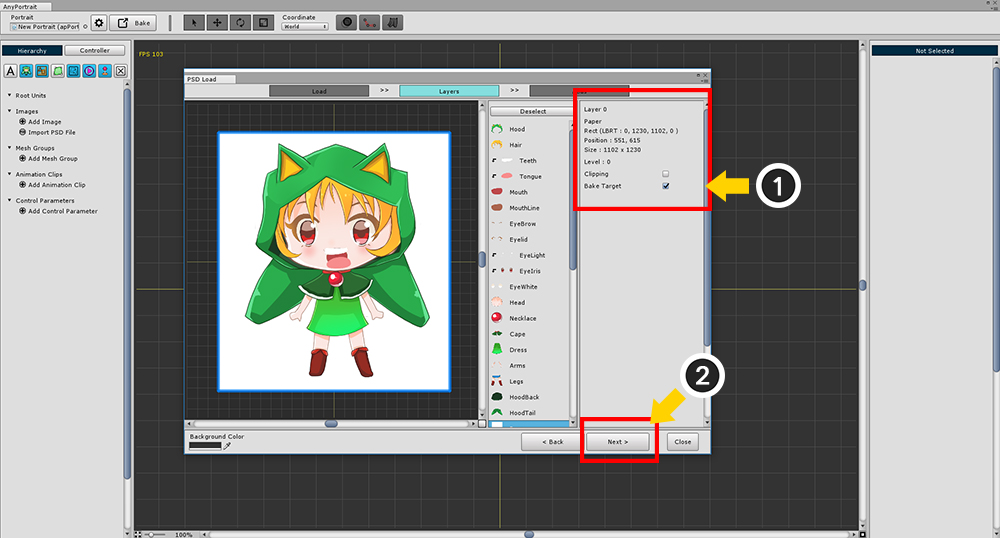 AnyPortrait
Portrait
New Portrait (apPort
Bake
Coordinate
World
Hierarchy
Controller
Not Selected
FPS 103
Root Units
Images
Add Image
Import PSD File
Mesh Groups
Add Mesh Group
Animation Clips
Add Animation Clip
Control Parameters
Add Control Parameter
PSD Load
Load
>>
Layers
>>
Deselect
Hood
Hair
Teeth
Tongue
Mouth
MouthLine
EyeBrow
Eyelid
EyeLight
EyeIris
EyeWhite
Head
Necklace
Cape
Dress
Arms
Legs
HoodBack
HoodTail
Layer 0
Paper
Rect (LBRT : 0, 1230, 1102, 0 )
Position : 551, 615
Size : 1102 x 1230
Level : 0
Clipping
Bake Target
1
2
Background Color
< Back
Next >
Close
100%